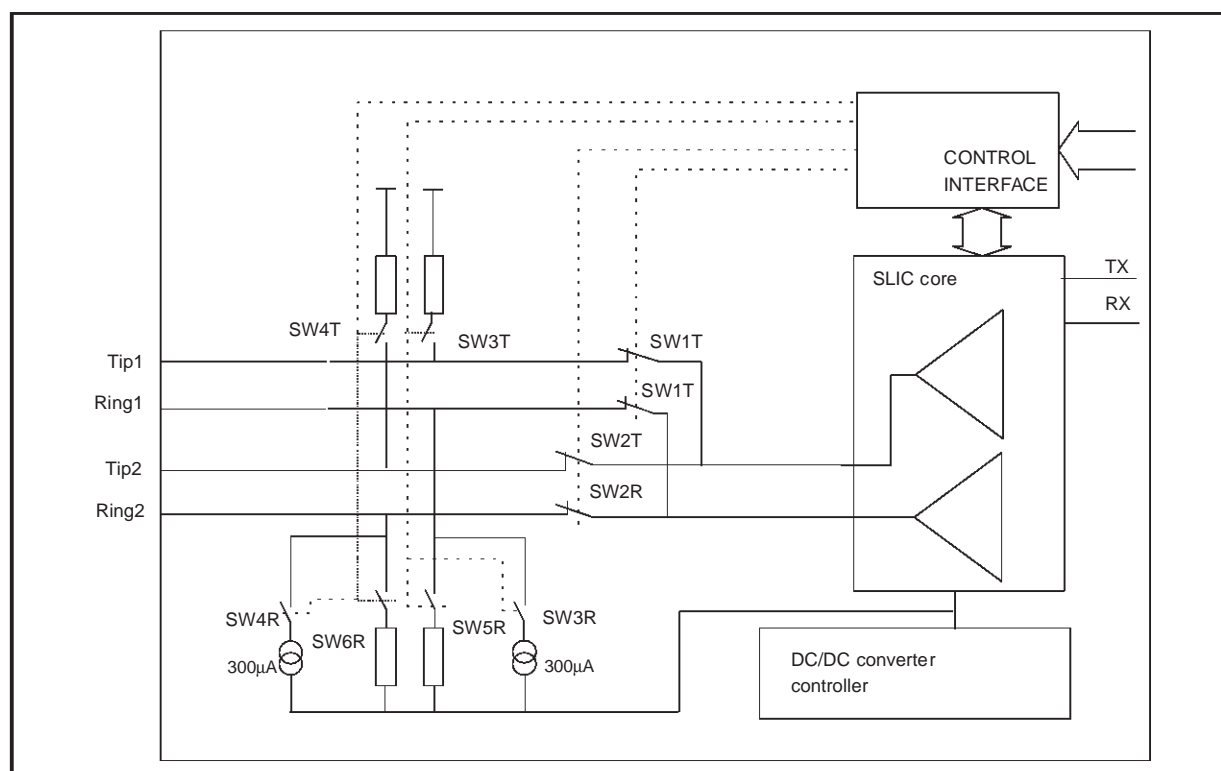 CONTROL
INTERFACE
SLIC core
TX
RX
SW4T
SW3T
SW1T
Tip1
SW1T
Ring1
SW2T
Tip2
SW2R
Ring2
SW4R
SW6R
SW5R
SW3R
300μA
300μA
DC/DC converter
controller